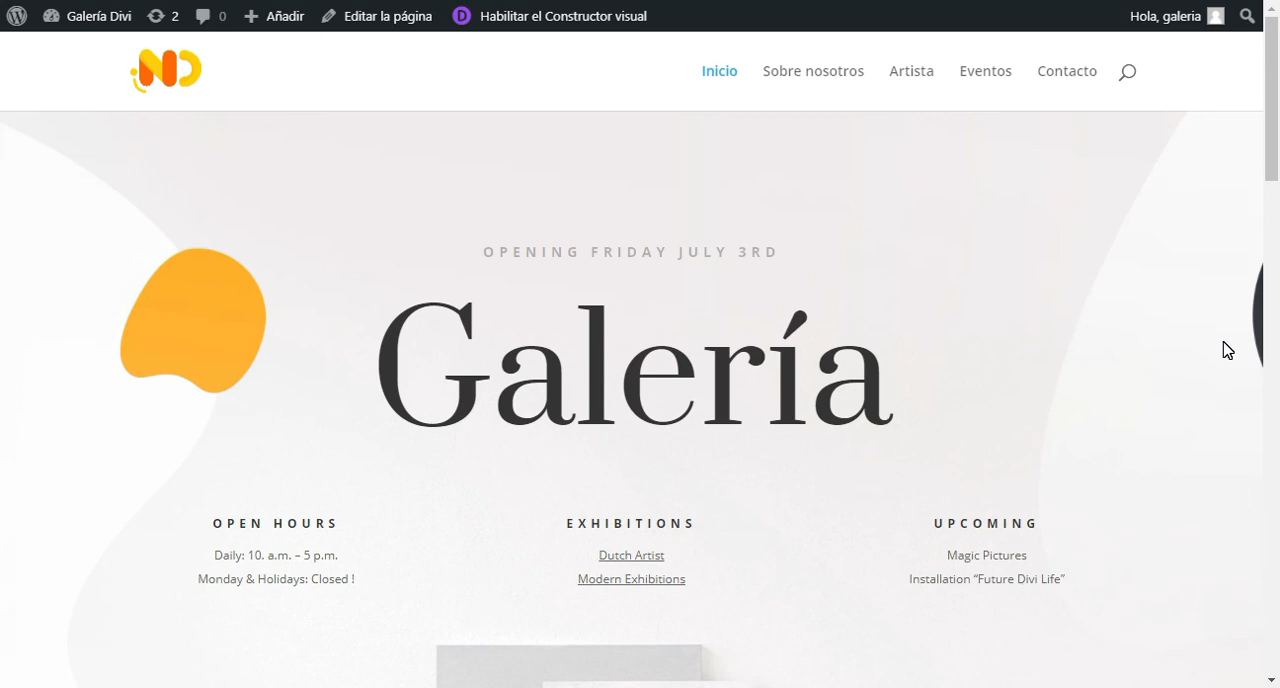 Galería Divi 2 0 Añadir Editar la página D Habilitar el Constructor visual Hola, galeria
ND Inicio Sobre nosotros Artista Eventos Contacto
OPENING FRIDAY JULY 3RD
Galería
OPEN HOURS
Daily: 10. a.m. – 5 p.m.
Monday & Holidays: Closed !
EXHIBITIONS
Dutch Artist
Modern Exhibitions
UPCOMING
Magic Pictures
Installation “Future Divi Life”